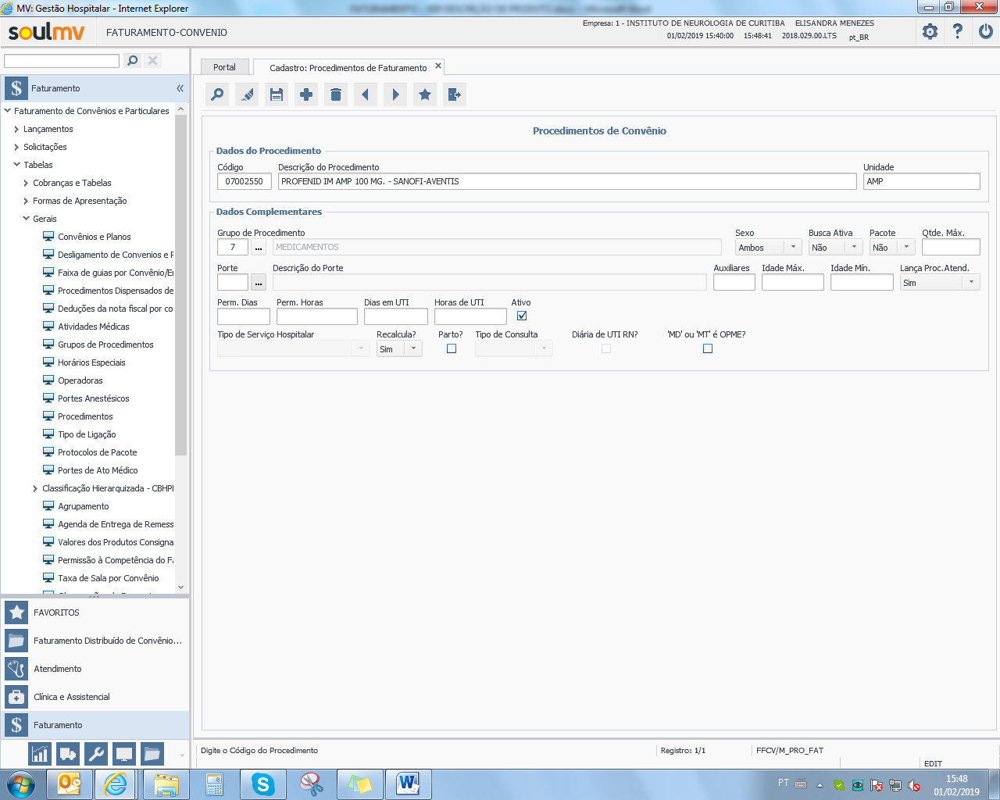 MV: Gestão Hospitalar - Internet Explorer
soulmv
FATURAMENTO-CONVENIO
Empresa: 1 - INSTITUTO DE NEUROLOGIA DE CURITIBA ELISANDRA MENEZES
01/02/2019 15:40:00 15:48:41 2018.029.00.LTS pt_BR
Portal
Cadastro: Procedimentos de Faturamento
Faturamento
Faturamento de Convênios e Particulares
Lançamentos
Solicitações
Tabelas
Cobranças e Tabelas
Formas de Apresentação
Gerais
Convênios e Planos
Desligamento de Convenios e F
Faixa de guias por Convênio/Er
Procedimentos Dispensados de
Deduções da nota fiscal por co
Atividades Médicas
Grupos de Procedimentos
Horários Especiais
Operadoras
Portes Anestésicos
Procedimentos
Tipo de Ligação
Protocolos de Pacote
Portes de Ato Médico
Classificação Hierarquizada - CBHPI
Agrupamento
Agenda de Entrega de Remess
Valores dos Produtos Consigna
Permissão à Competência do Fa
Taxa de Sala por Convênio
FAVORITOS
Faturamento Distribuído de Convênio...
Atendimento
Clínica e Assistencial
Faturamento
Procedimentos de Convênio
Dados do Procedimento
Código Descrição do Procedimento Unidade
07002550 PROFENID IM AMP 100 MG. - SANOFI-AVENTIS AMP
Dados Complementares
Grupo de Procedimento Sexo Busca Ativa Pacote Qtde. Máx.
7 ... MEDICAMENTOS Ambos Não Não
Porte Descrição do Porte Auxiliares Idade Máx. Idade Mín. Lança Proc.Atend.
... Sim
Perm. Dias Perm. Horas Dias em UTI Horas de UTI Ativo
Tipo de Serviço Hospitalar Recalcula? Parto? Tipo de Consulta Diária de UTI RN? 'MD' ou 'MT' é OPME?
Sim
Digite o Código do Procedimento Registro: 1/1 FFCV/M_PRO_FAT
EDIT
PT
15:48
01/02/2019